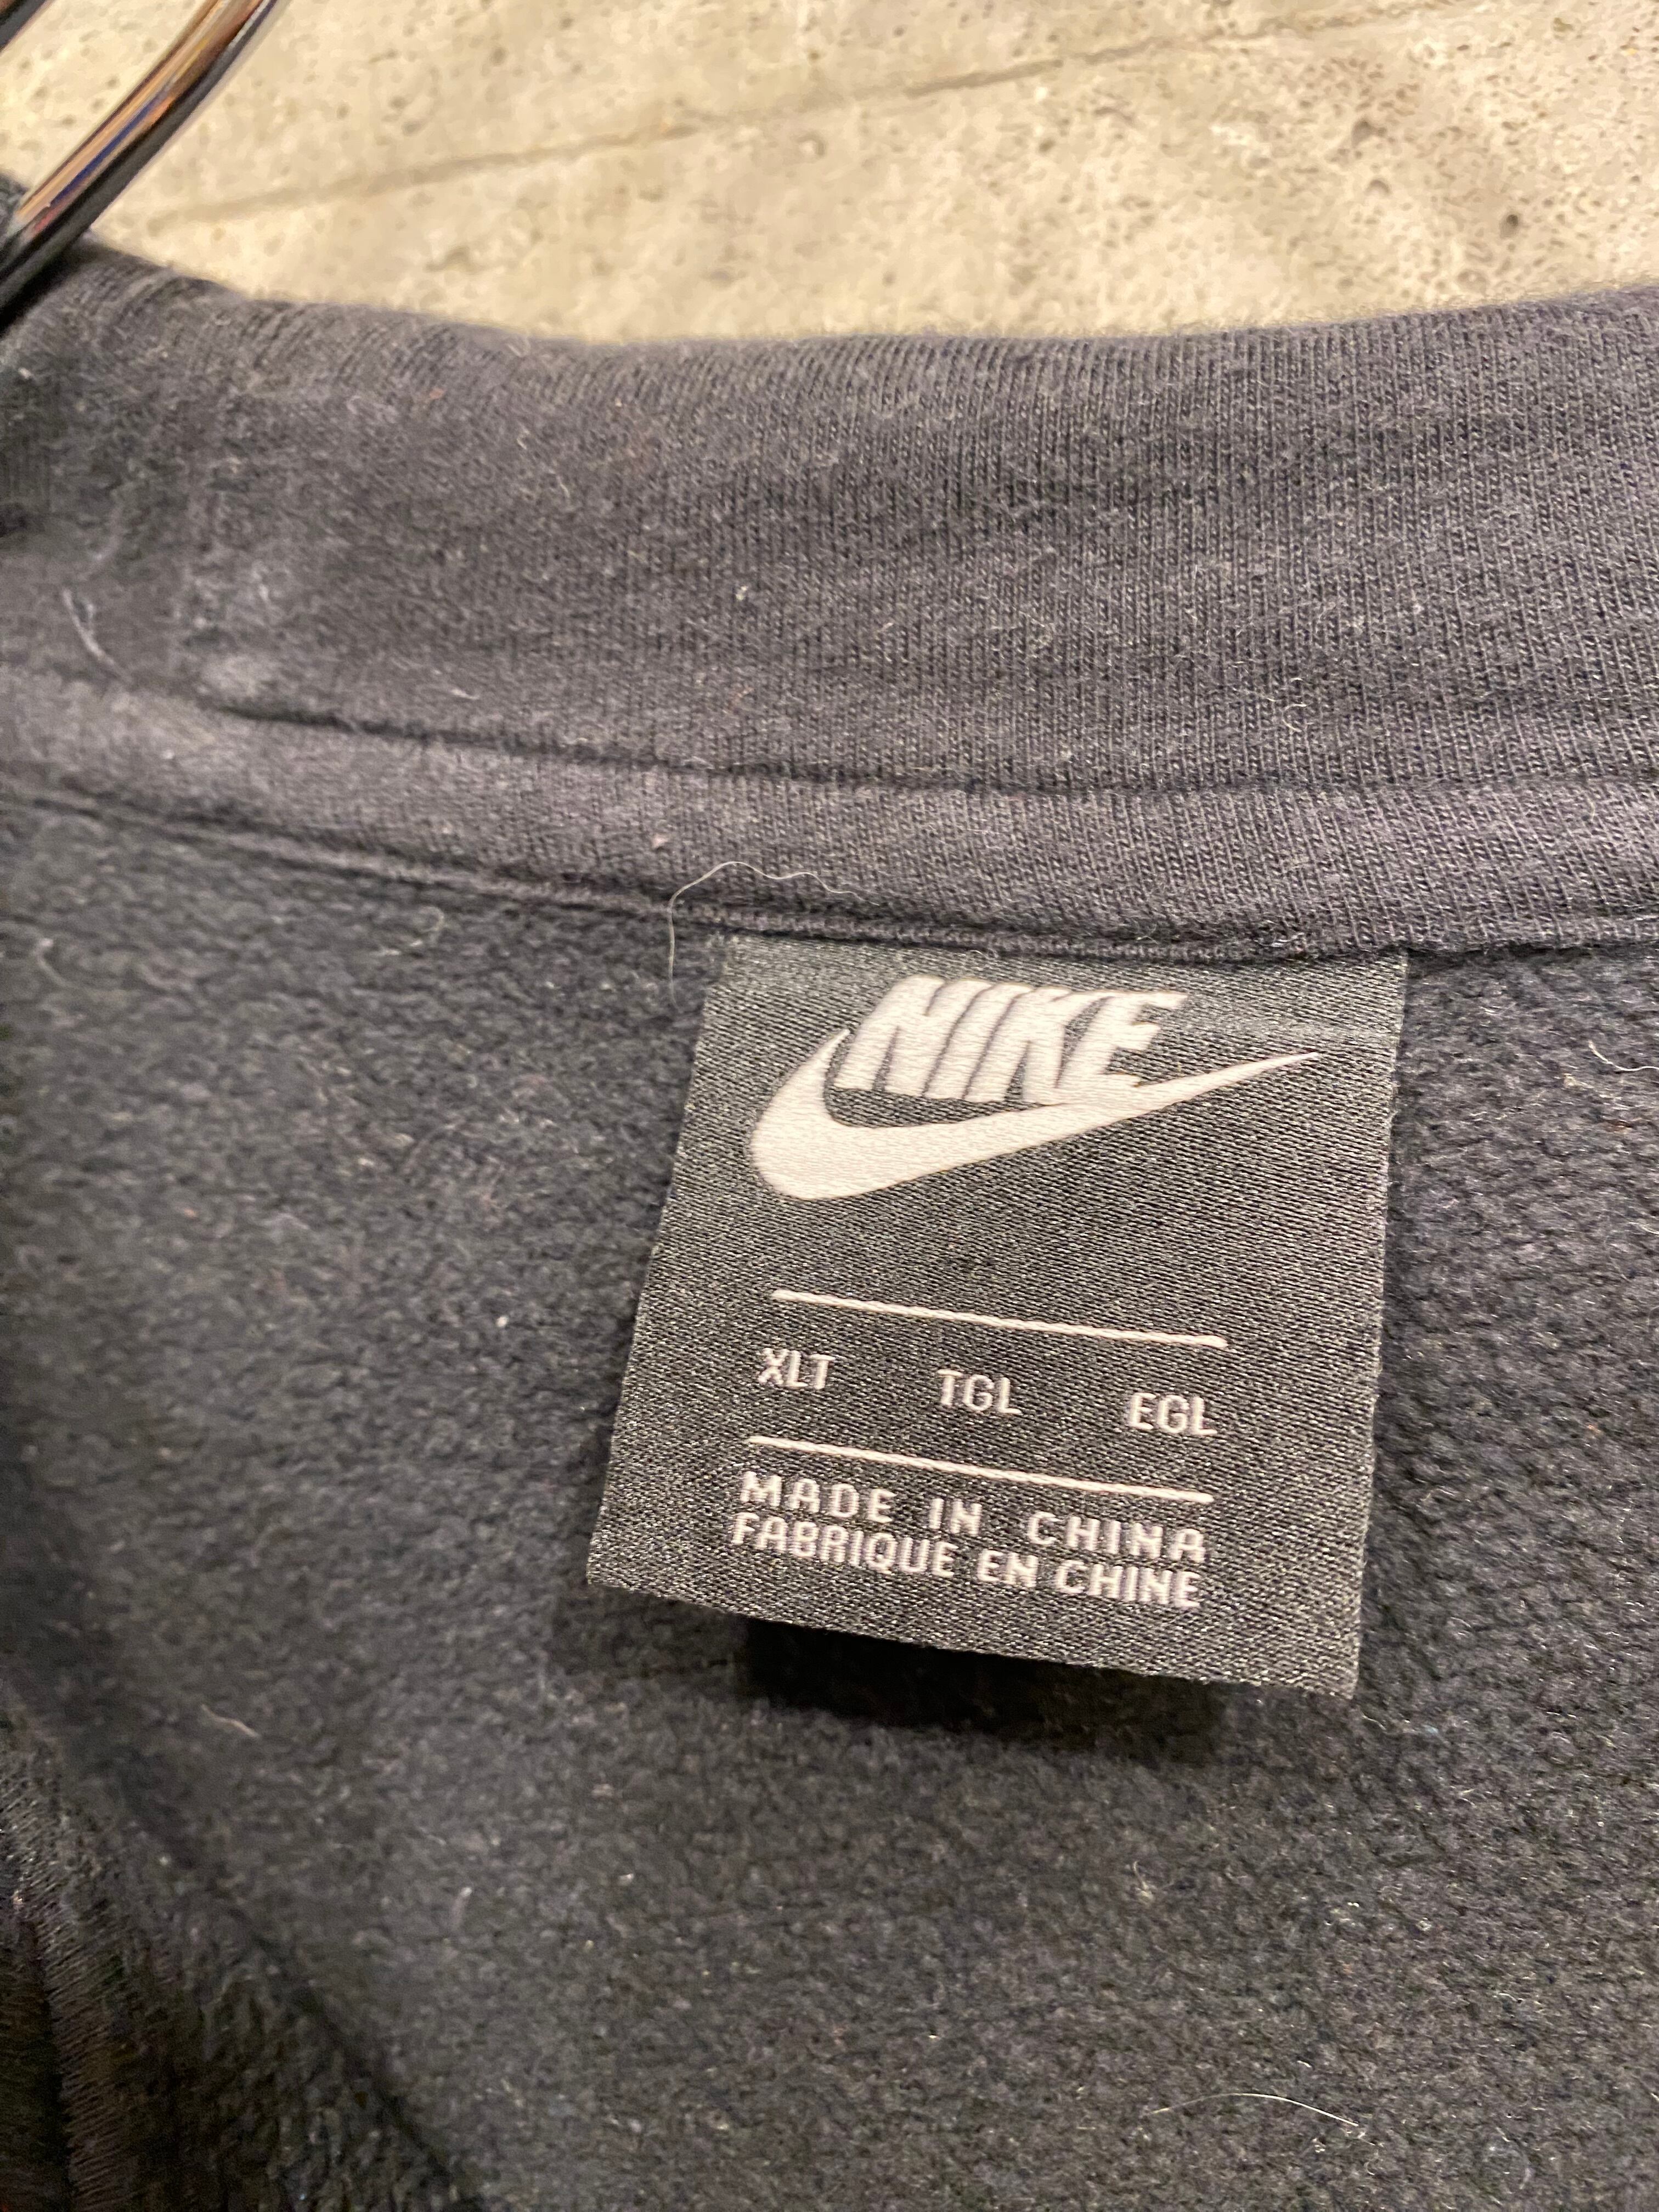 NIKE
XLT TGL EGL
MADE IN CHINA
FABRIQUE EN CHINE